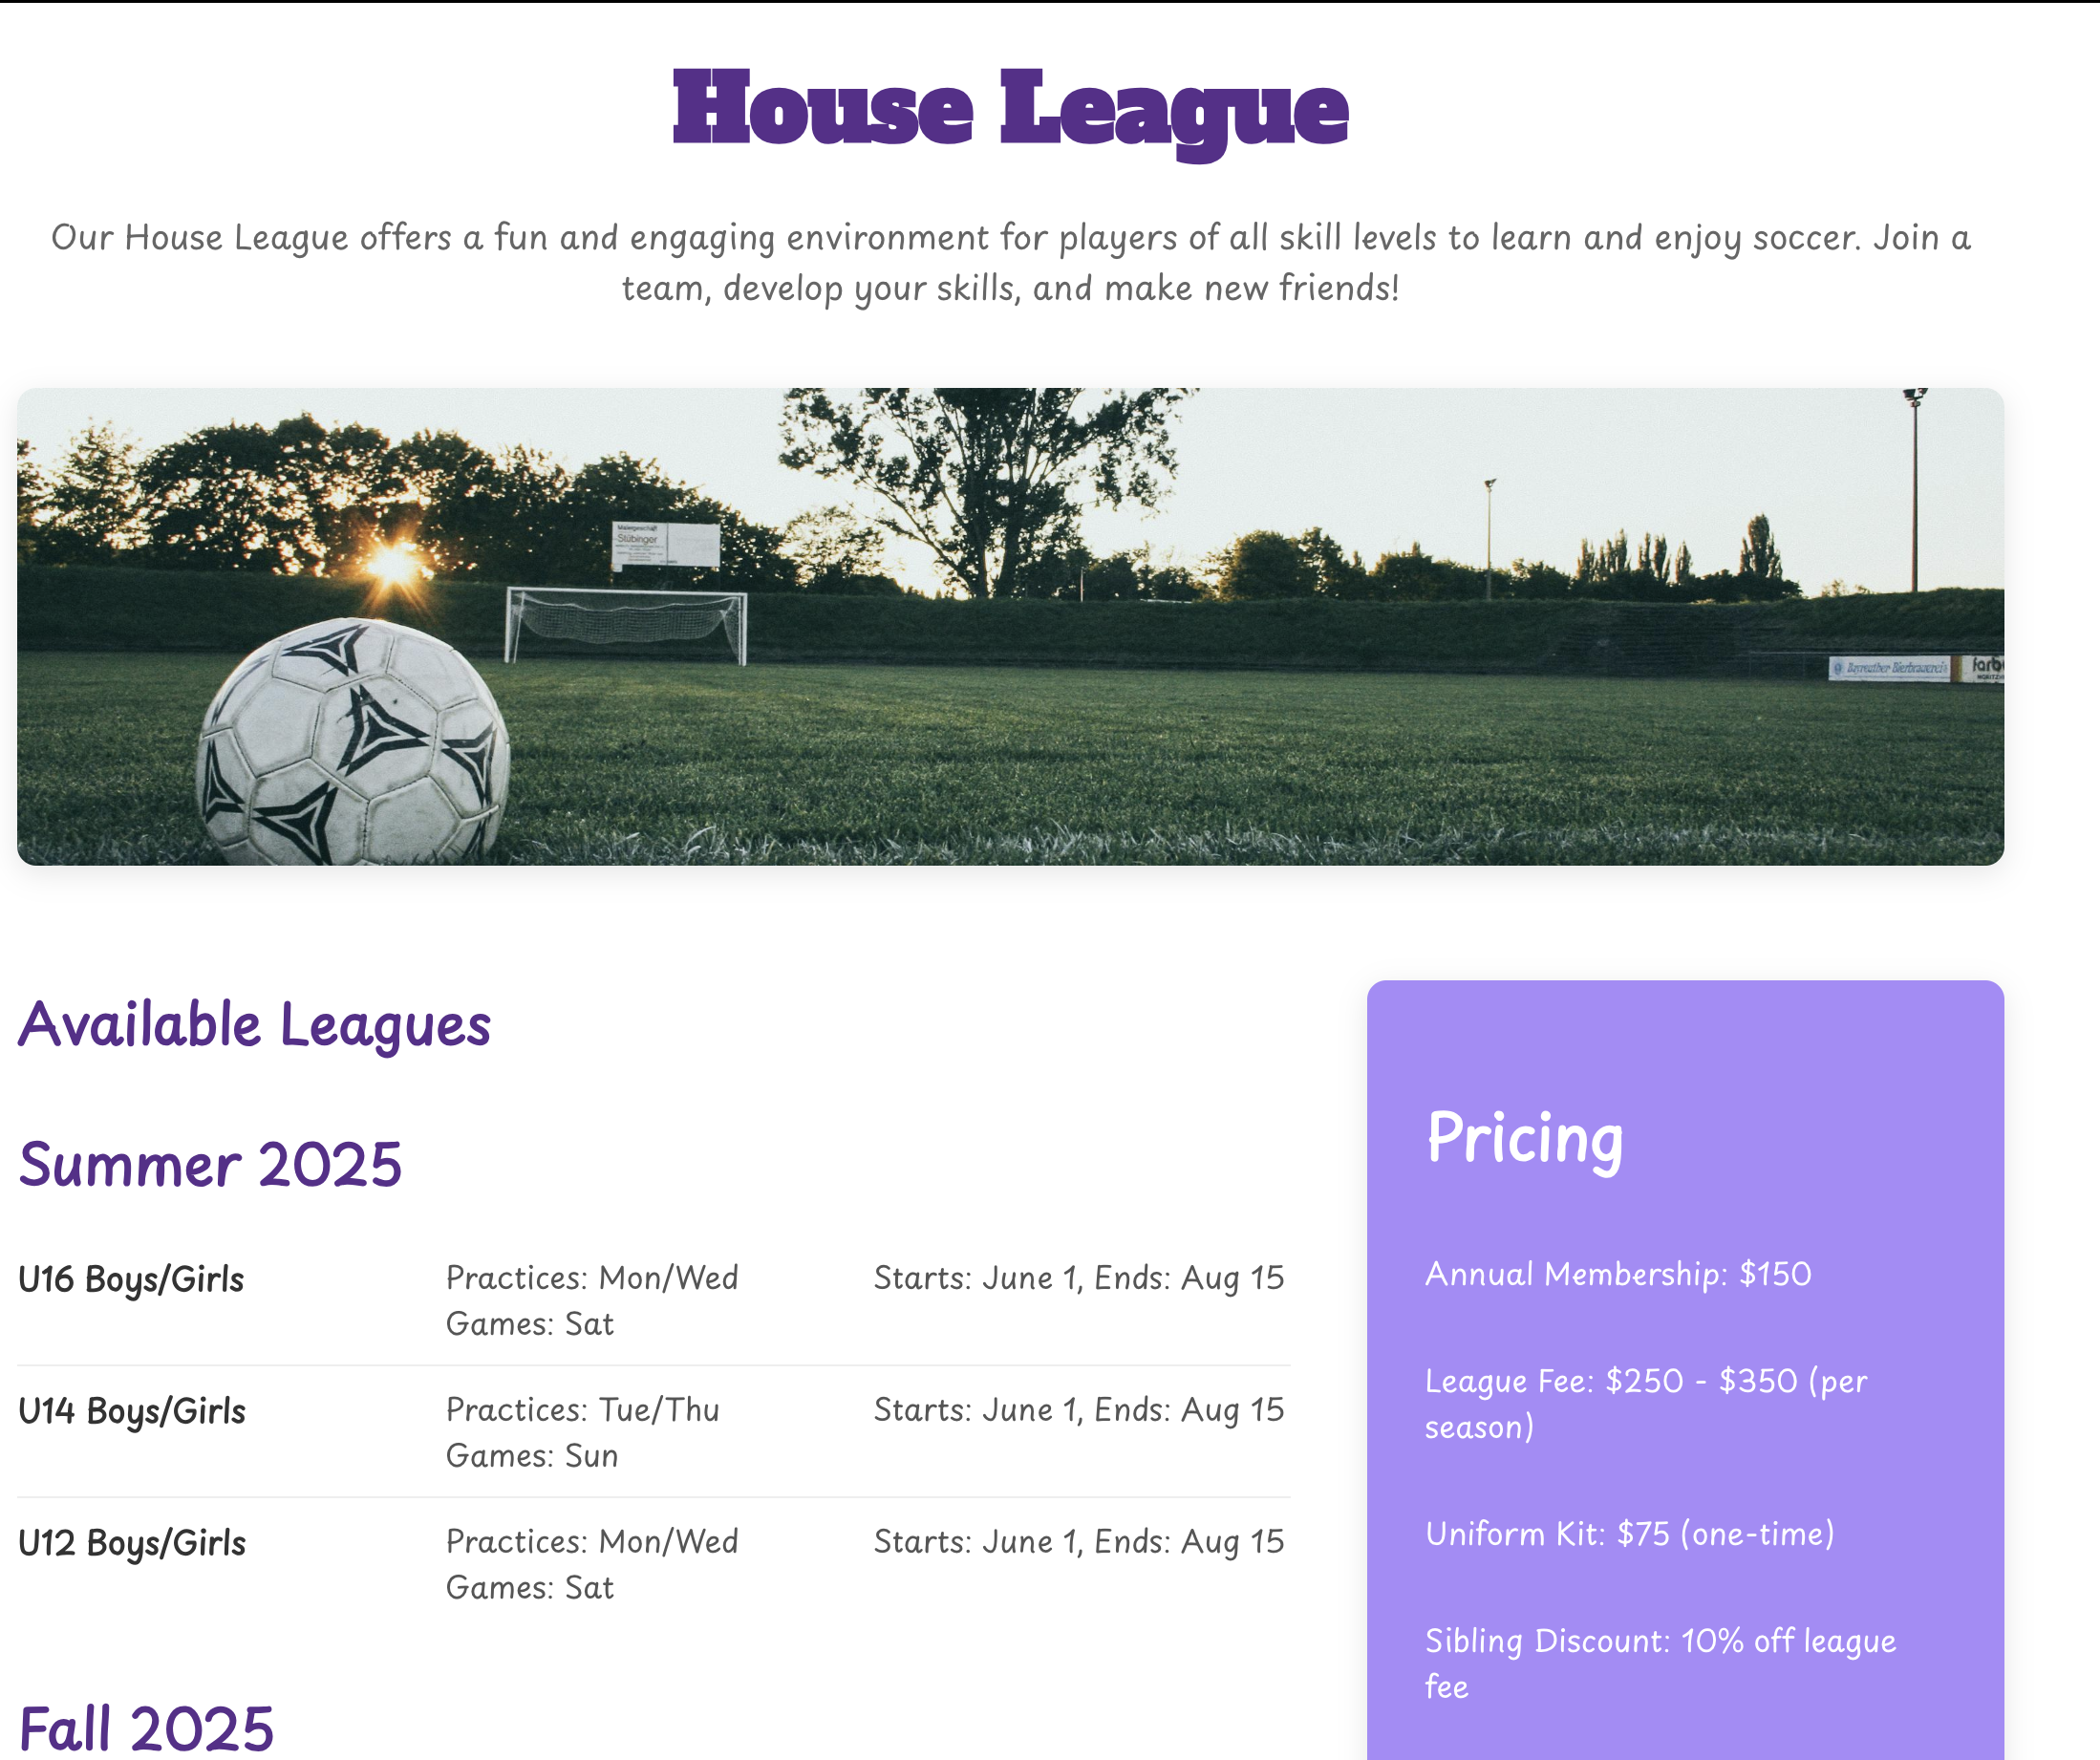 House League
Our House League offers a fun and engaging environment for players of all skill levels to learn and enjoy soccer. Join a
team, develop your skills, and make new friends!
Malergeschäft
Stübinger
Bayreuther Bierbrauerei
farb
Available Leagues
Summer 2025
U16 Boys/Girls
Practices: Mon/Wed
Games: Sat
Starts: June 1, Ends: Aug 15
U14 Boys/Girls
Practices: Tue/Thu
Games: Sun
Starts: June 1, Ends: Aug 15
U12 Boys/Girls
Practices: Mon/Wed
Games: Sat
Starts: June 1, Ends: Aug 15
Fall 2025
Pricing
Annual Membership: $150
League Fee: $250 - $350 (per
season)
Uniform Kit: $75 (one-time)
Sibling Discount: 10% off league
fee